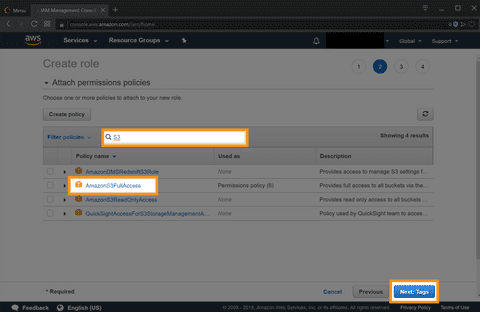 Menu
IAM Management Cons
console.aws.amazon.com/iam/home
aws
Services
Resource Groups
Global
Support
Create role
1
2
3
4
Attach permissions policies
Choose one or more policies to attach to your new role.
Create policy
Filter policies
S3
Showing 4 results
Policy name
Used as
Description
AmazonDMSRedshiftS3Role
None
Provides access to manage S3 settings f
AmazonS3FullAccess
Permissions policy (6)
Provides full access to all buckets via the
AmazonS3ReadOnlyAccess
None
Provides read only access to all buckets
QuickSightAccessForS3StorageManagementA...
None
Policy used by QuickSight team to acces
* Required
Cancel
Previous
Next: Tags
Feedback
English (US)
© 2008 - 2019, Amazon Web Services, Inc. or its affiliates. All rights reserved.
Privacy Policy
Terms of Use